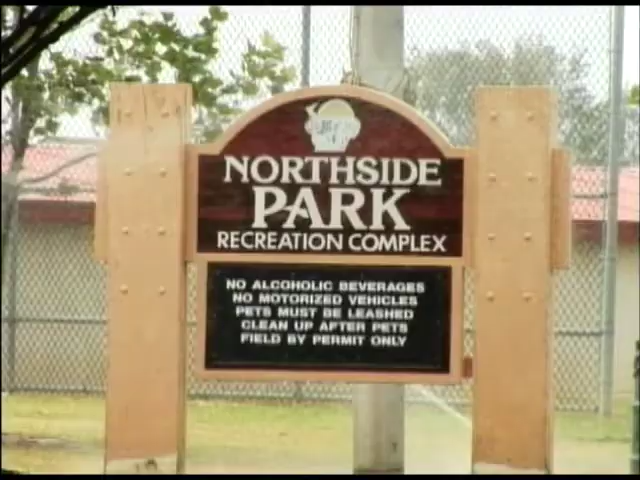 NORTHSIDE
PARK
RECREATION COMPLEX
NO ALCOHOLIC BEVERAGES
NO MOTORIZED VEHICLES
PETS MUST BE LEASHED
CLEAN UP AFTER PETS
FIELD BY PERMIT ONLY